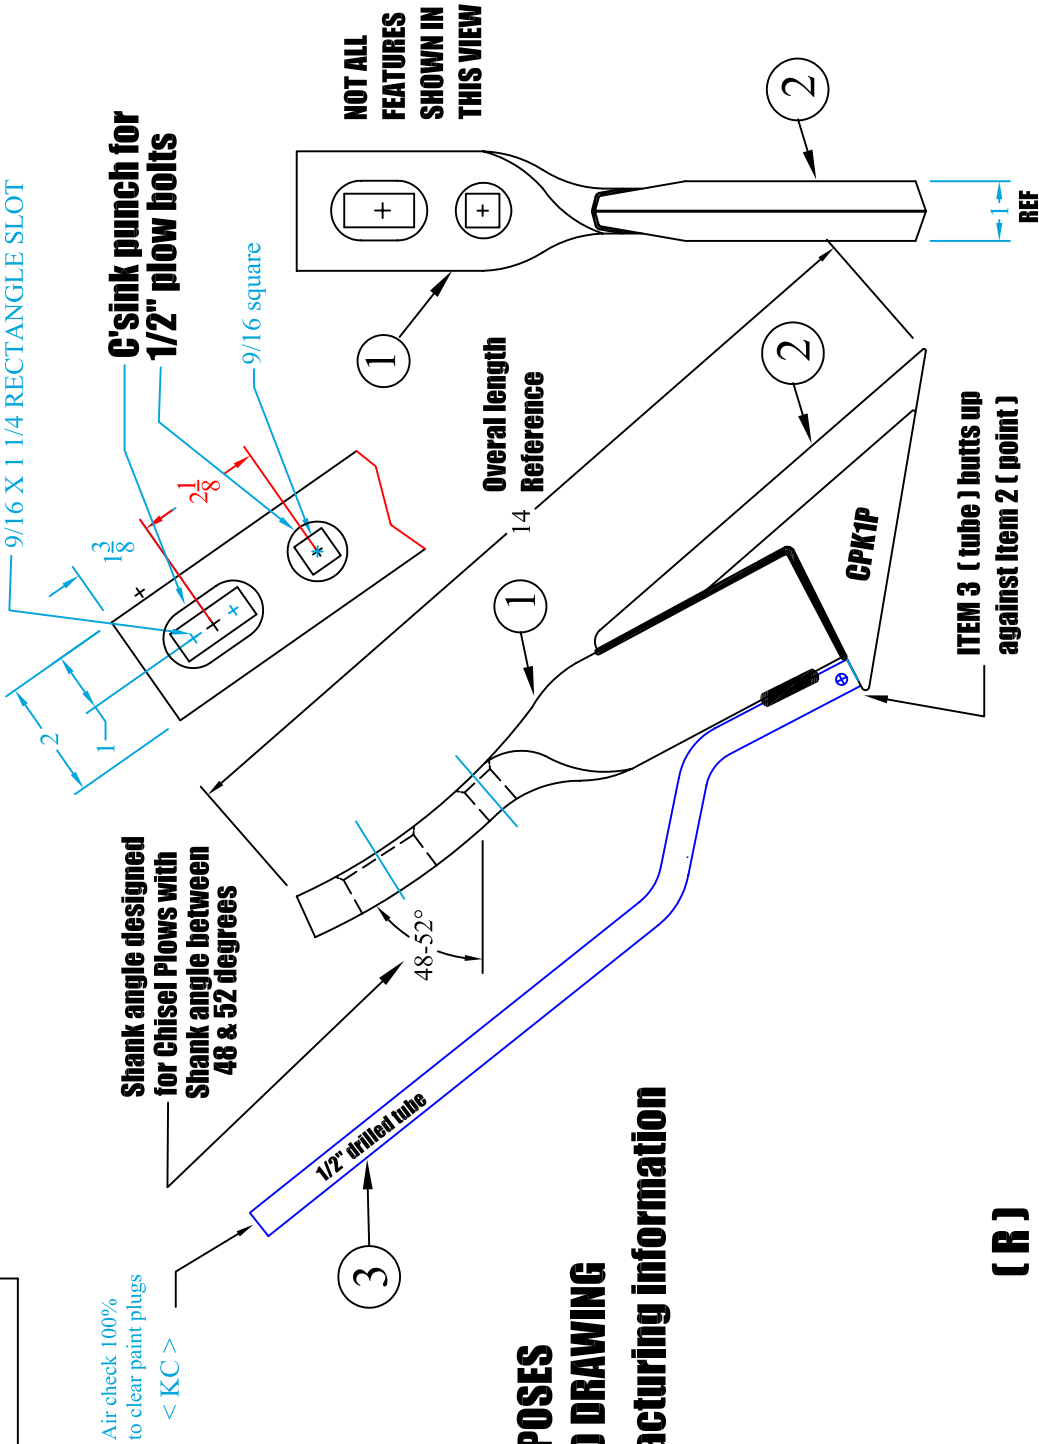 9/16 X 1 1/4 RECTANGLE SLOT
C'sink punch for
1/2" plow bolts
9/16 square
NOT ALL
FEATURES
SHOWN IN
THIS VIEW
2
1
1 3/8
2 1/8
1
2
1
REF
Overal length
Reference
14
1
2
CPK1P
ITEM 3 ( tube ) butts up
against Item 2 ( point )
Shank angle designed
for Chisel Plows with
Shank angle between
48 & 52 degrees
48-52°
1/2" drilled tube
3
Air check 100%
to clear paint plugs
< KC >
POSES
) DRAWING
acturing information
( R )